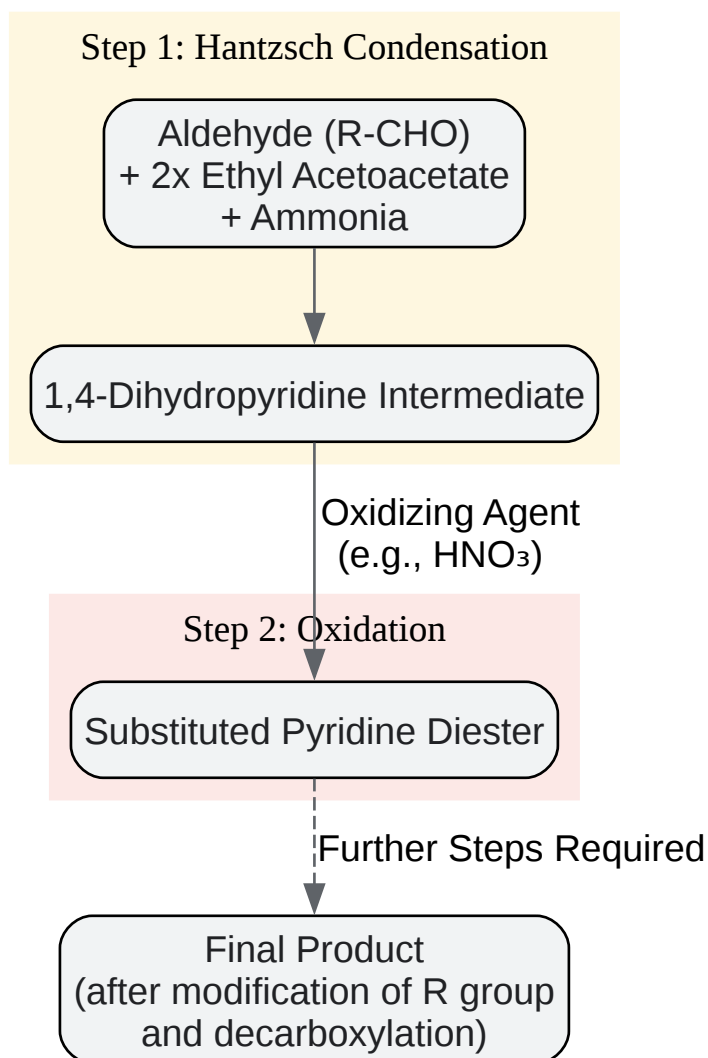 Step 1: Hantzsch Condensation
Aldehyde (R-CHO)
+ 2x Ethyl Acetoacetate
+ Ammonia
1,4-Dihydropyridine Intermediate
Oxidizing Agent
(e.g., HNO₃)
Step 2: Oxidation
Substituted Pyridine Diester
Further Steps Required
Final Product
(after modification of R group
and decarboxylation)